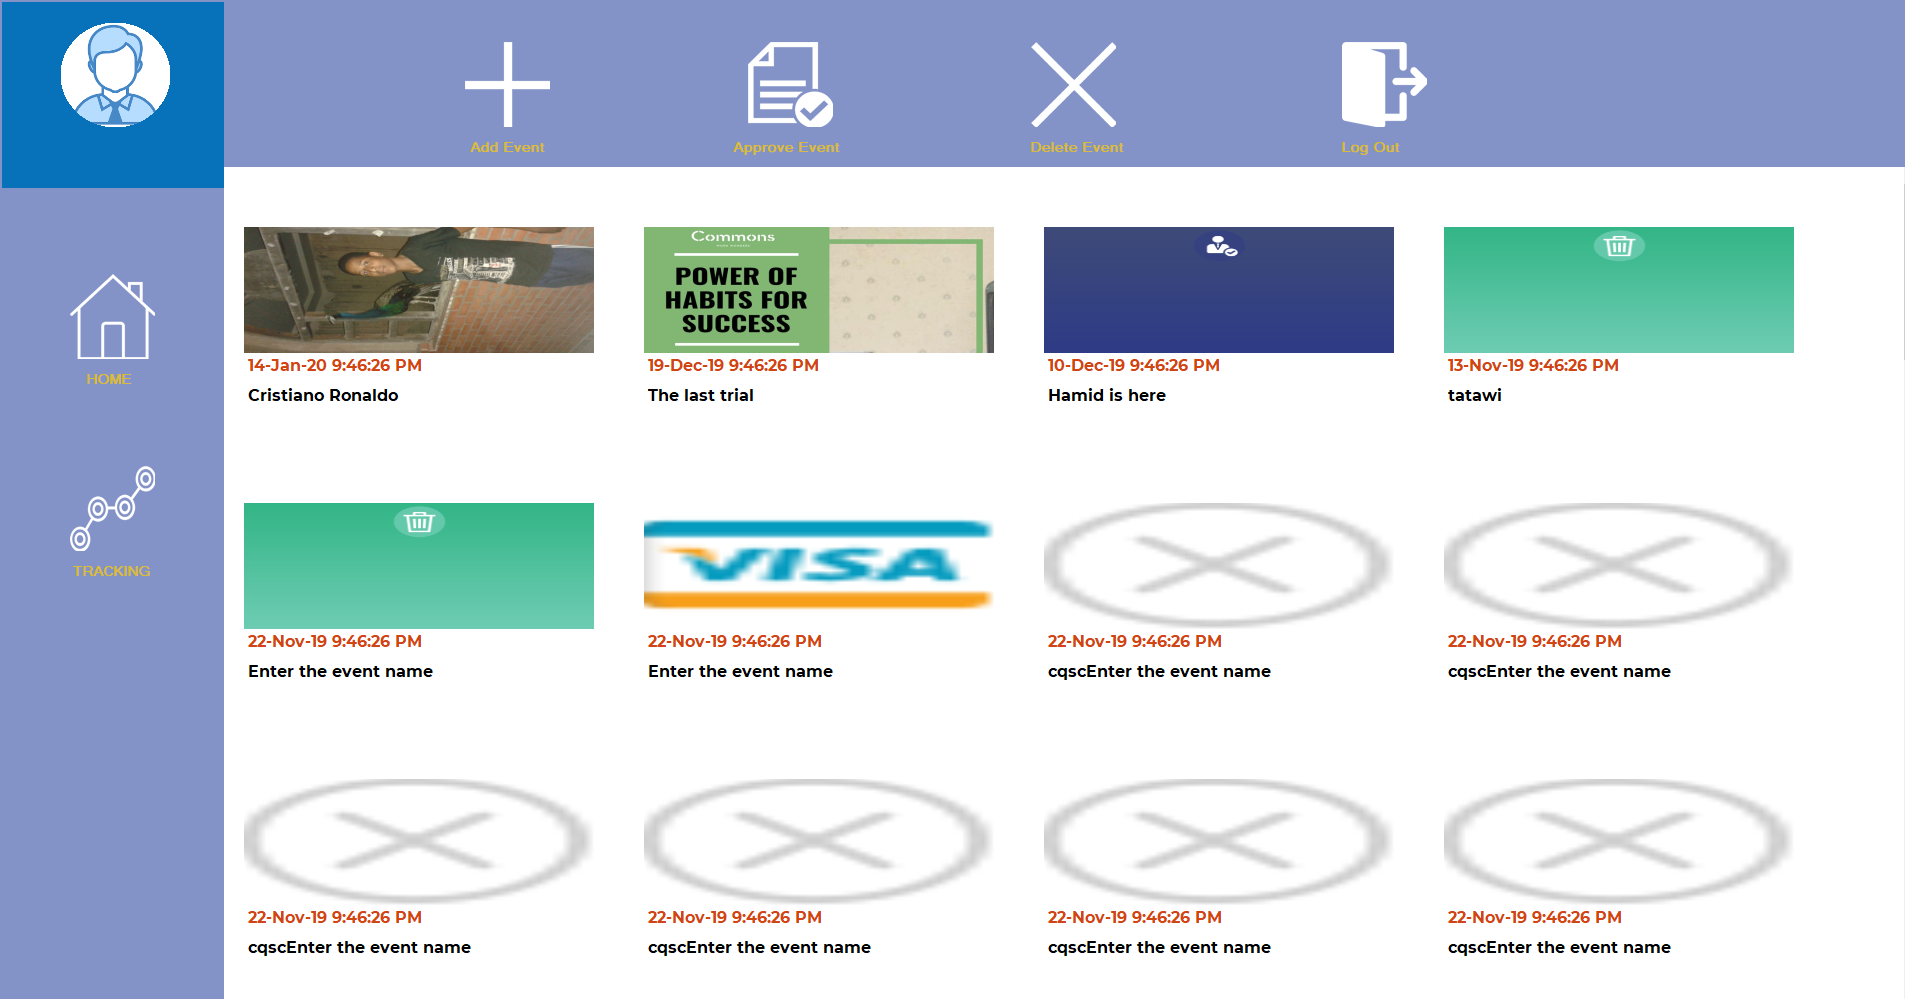 Add Event
Approve Event
Delete Event
Log Out
HOME
TRACKING
Commons
POWER OF
HABITS FOR
SUCCESS
14-Jan-20 9:46:26 PM
Cristiano Ronaldo
19-Dec-19 9:46:26 PM
The last trial
10-Dec-19 9:46:26 PM
Hamid is here
13-Nov-19 9:46:26 PM
tatawi
22-Nov-19 9:46:26 PM
Enter the event name
VISA
22-Nov-19 9:46:26 PM
Enter the event name
22-Nov-19 9:46:26 PM
cqscEnter the event name
22-Nov-19 9:46:26 PM
cqscEnter the event name
22-Nov-19 9:46:26 PM
cqscEnter the event name
22-Nov-19 9:46:26 PM
cqscEnter the event name
22-Nov-19 9:46:26 PM
cqscEnter the event name
22-Nov-19 9:46:26 PM
cqscEnter the event name